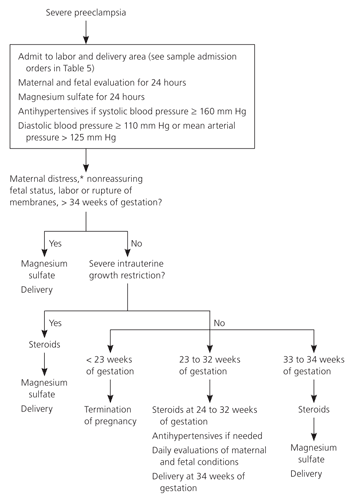 Severe preeclampsia
Admit to labor and delivery area (see sample admission
orders in Table 5)
Maternal and fetal evaluation for 24 hours
Magnesium sulfate for 24 hours
Antihypertensives if systolic blood pressure ≥ 160 mm Hg
Diastolic blood pressure ≥ 110 mm Hg or mean arterial
pressure > 125 mm Hg
Maternal distress,* nonreassuring
fetal status, labor or rupture of
membranes, > 34 weeks of gestation?
Yes
No
Magnesium
sulfate
Delivery
Severe intrauterine
growth restriction?
Yes
No
Steroids
Magnesium
sulfate
Delivery
< 23 weeks
of gestation
Termination
of pregnancy
23 to 32 weeks
of gestation
Steroids at 24 to 32 weeks
of gestation
Antihypertensives if needed
Daily evaluations of maternal
and fetal conditions
Delivery at 34 weeks of
gestation
33 to 34 weeks
of gestation
Steroids
Magnesium
sulfate
Delivery